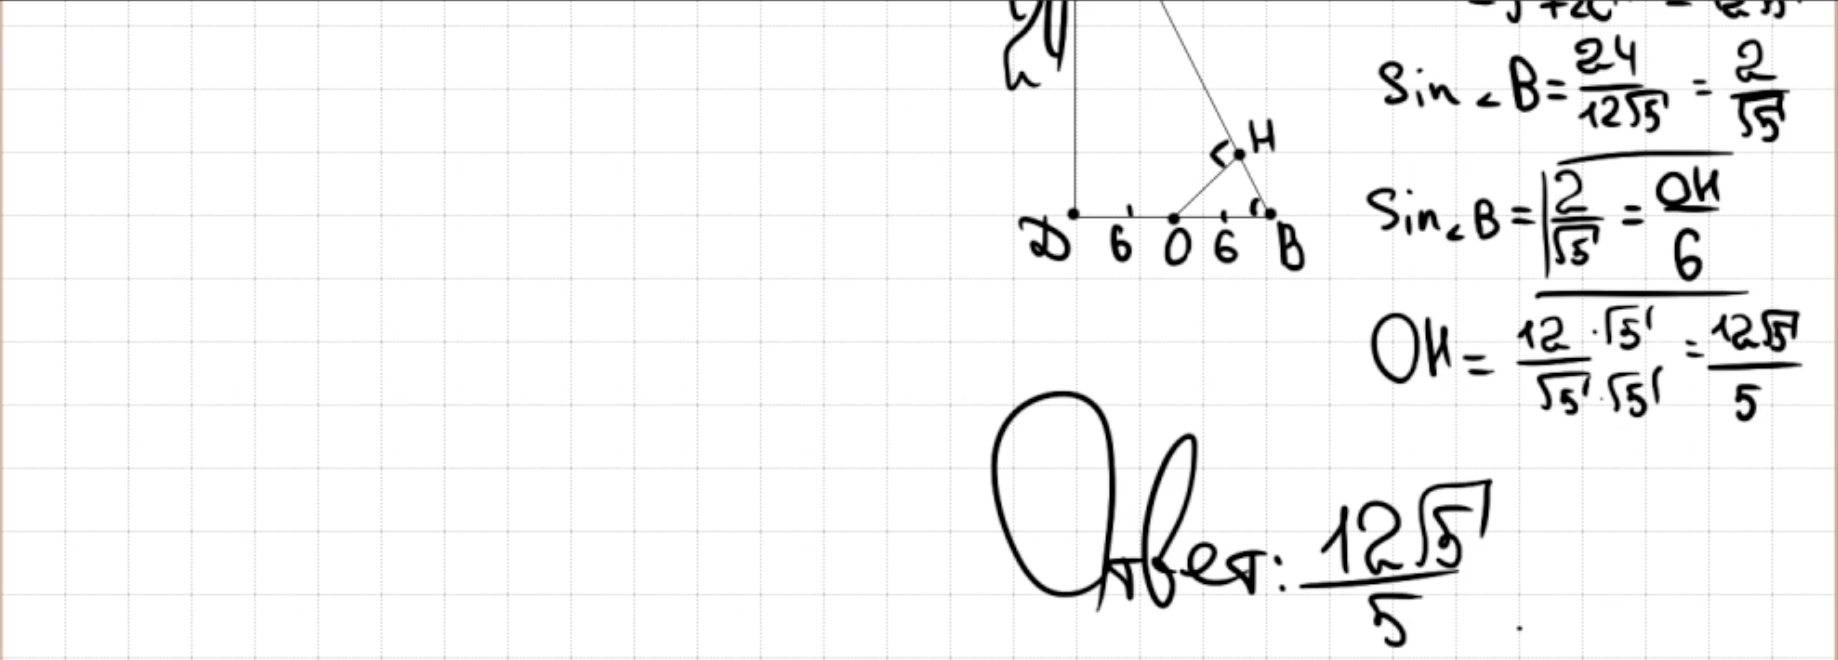 24
Sin ∠B = 24/12√5 = 2/√5
H
Sin ∠B = 2/√5 = OH/6
D 6 O 6 B
OH = 12·√5/√5·√5 = 12√5/5
Ответ: 12√5/5